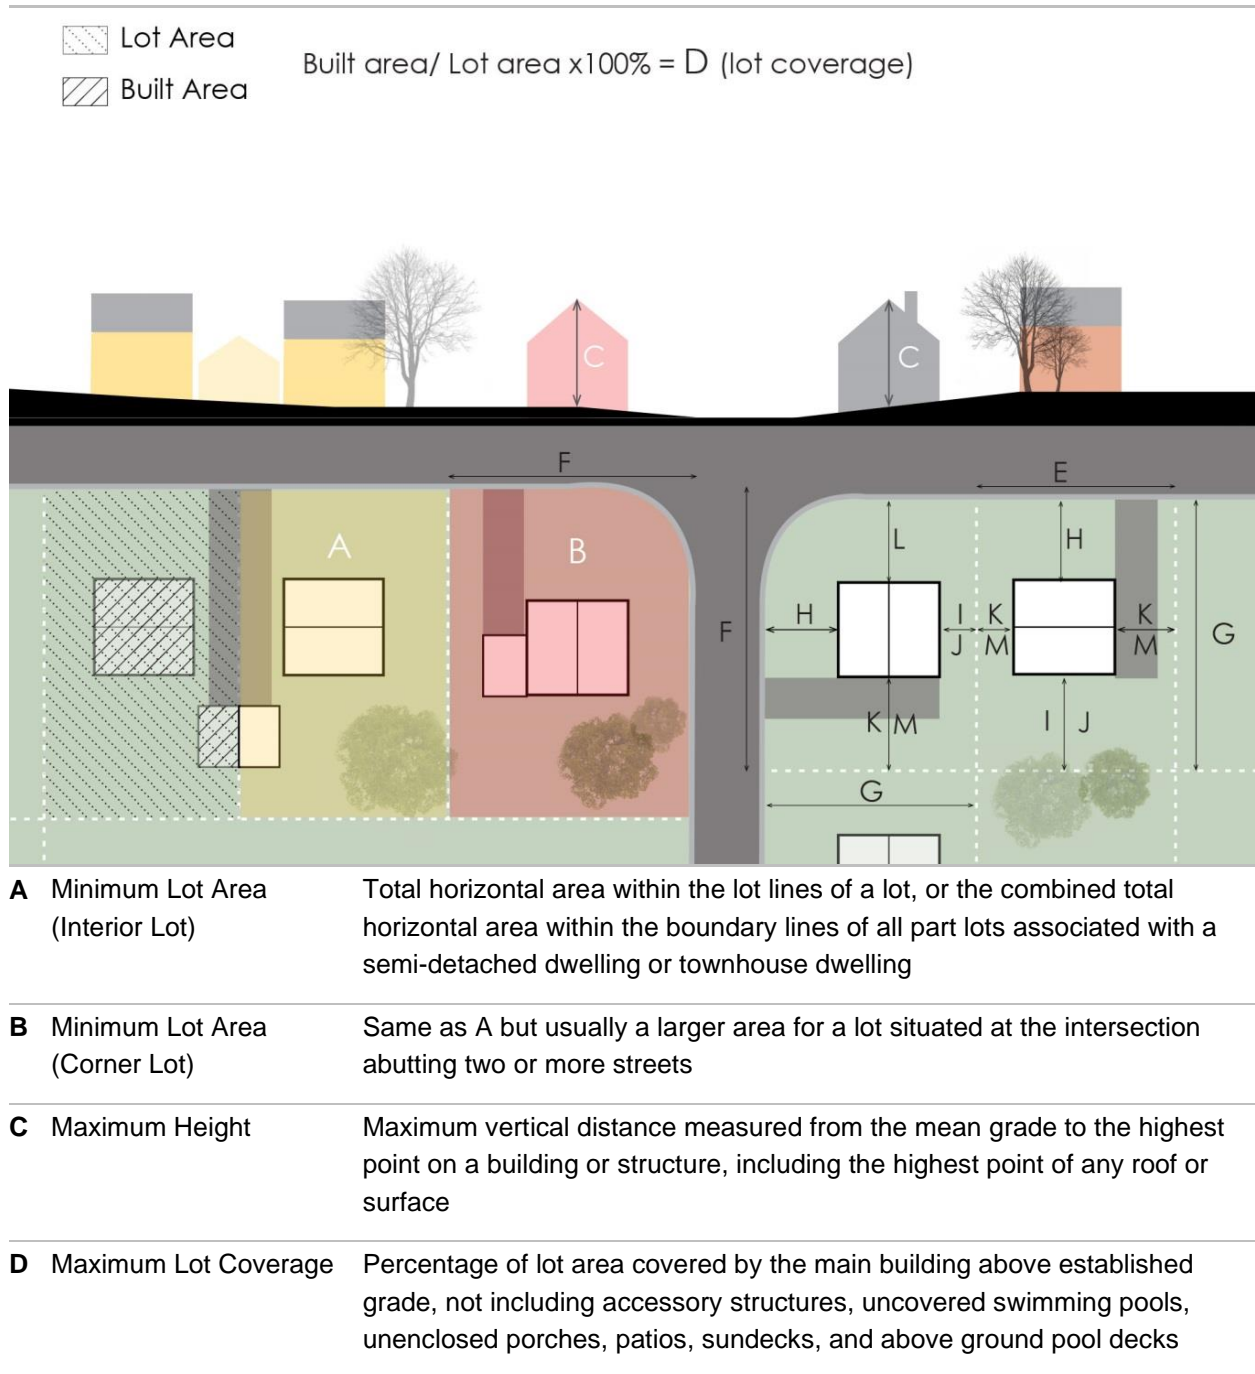 Lot Area
Built Area
Built area/ Lot area x100% = D (lot coverage)
C
C
F
E
A
B
L
H
F
H
I
K
K
G
J
M
M
K M
I J
G
A Minimum Lot Area Total horizontal area within the lot lines of a lot, or the combined total
(Interior Lot) horizontal area within the boundary lines of all part lots associated with a
semi-detached dwelling or townhouse dwelling
B Minimum Lot Area Same as A but usually a larger area for a lot situated at the intersection
(Corner Lot) abutting two or more streets
C Maximum Height Maximum vertical distance measured from the mean grade to the highest
point on a building or structure, including the highest point of any roof or
surface
D Maximum Lot Coverage Percentage of lot area covered by the main building above established
grade, not including accessory structures, uncovered swimming pools,
unenclosed porches, patios, sundecks, and above ground pool decks